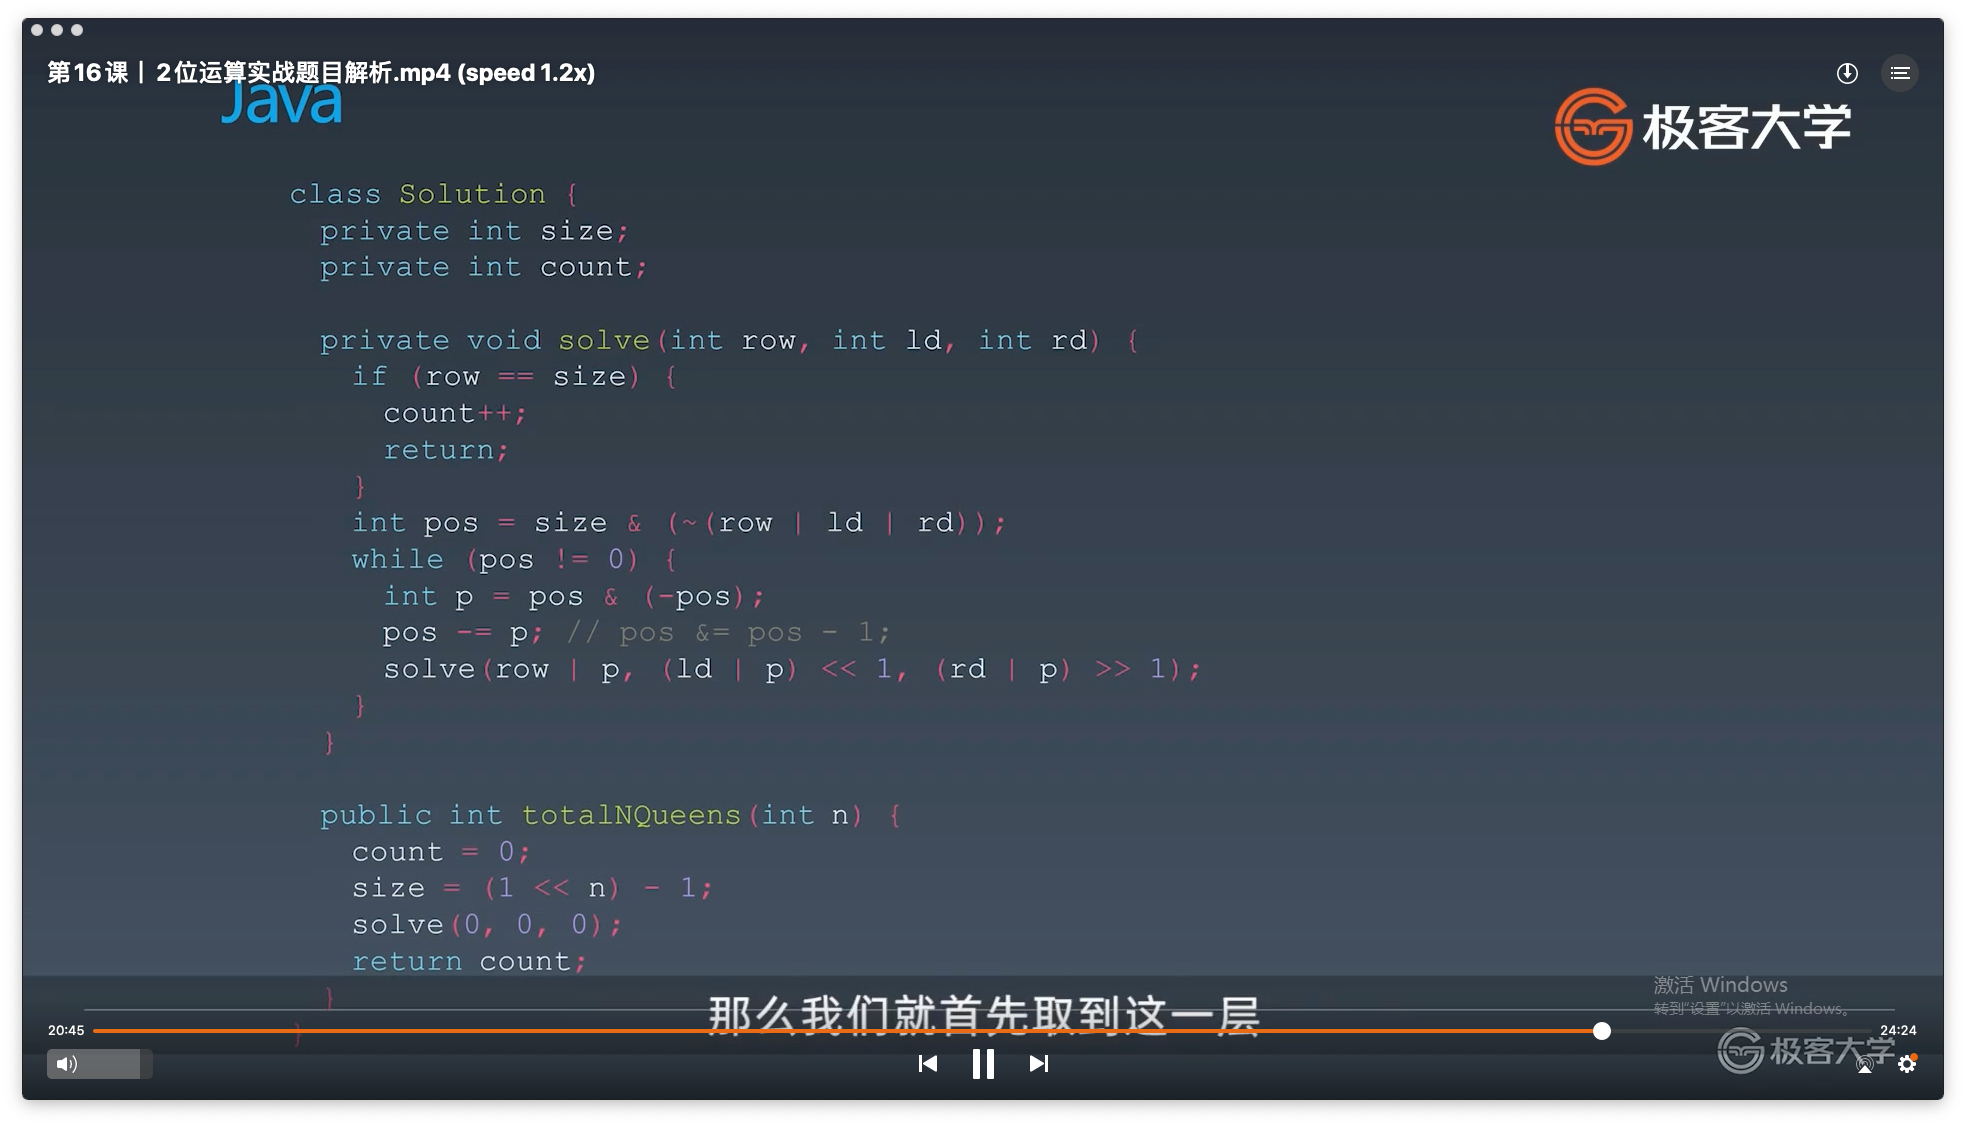 第16课丨2位运算实战题目解析.mp4 (speed 1.2x)
Java
极客大学
class Solution {
private int size;
private int count;
private void solve(int row, int ld, int rd) {
if (row == size) {
count++;
return;
}
int pos = size & (~(row | ld | rd));
while (pos != 0) {
int p = pos & (-pos);
pos -= p; // pos &= pos - 1;
solve(row | p, (ld | p) << 1, (rd | p) >> 1);
}
}
public int totalNQueens(int n) {
count = 0;
size = (1 << n) - 1;
solve(0, 0, 0);
return count;
}
}
激活 Windows
转到“设置”以激活 Windows。
那么我们就首先取到这一层
20:45
24:24
极客大学